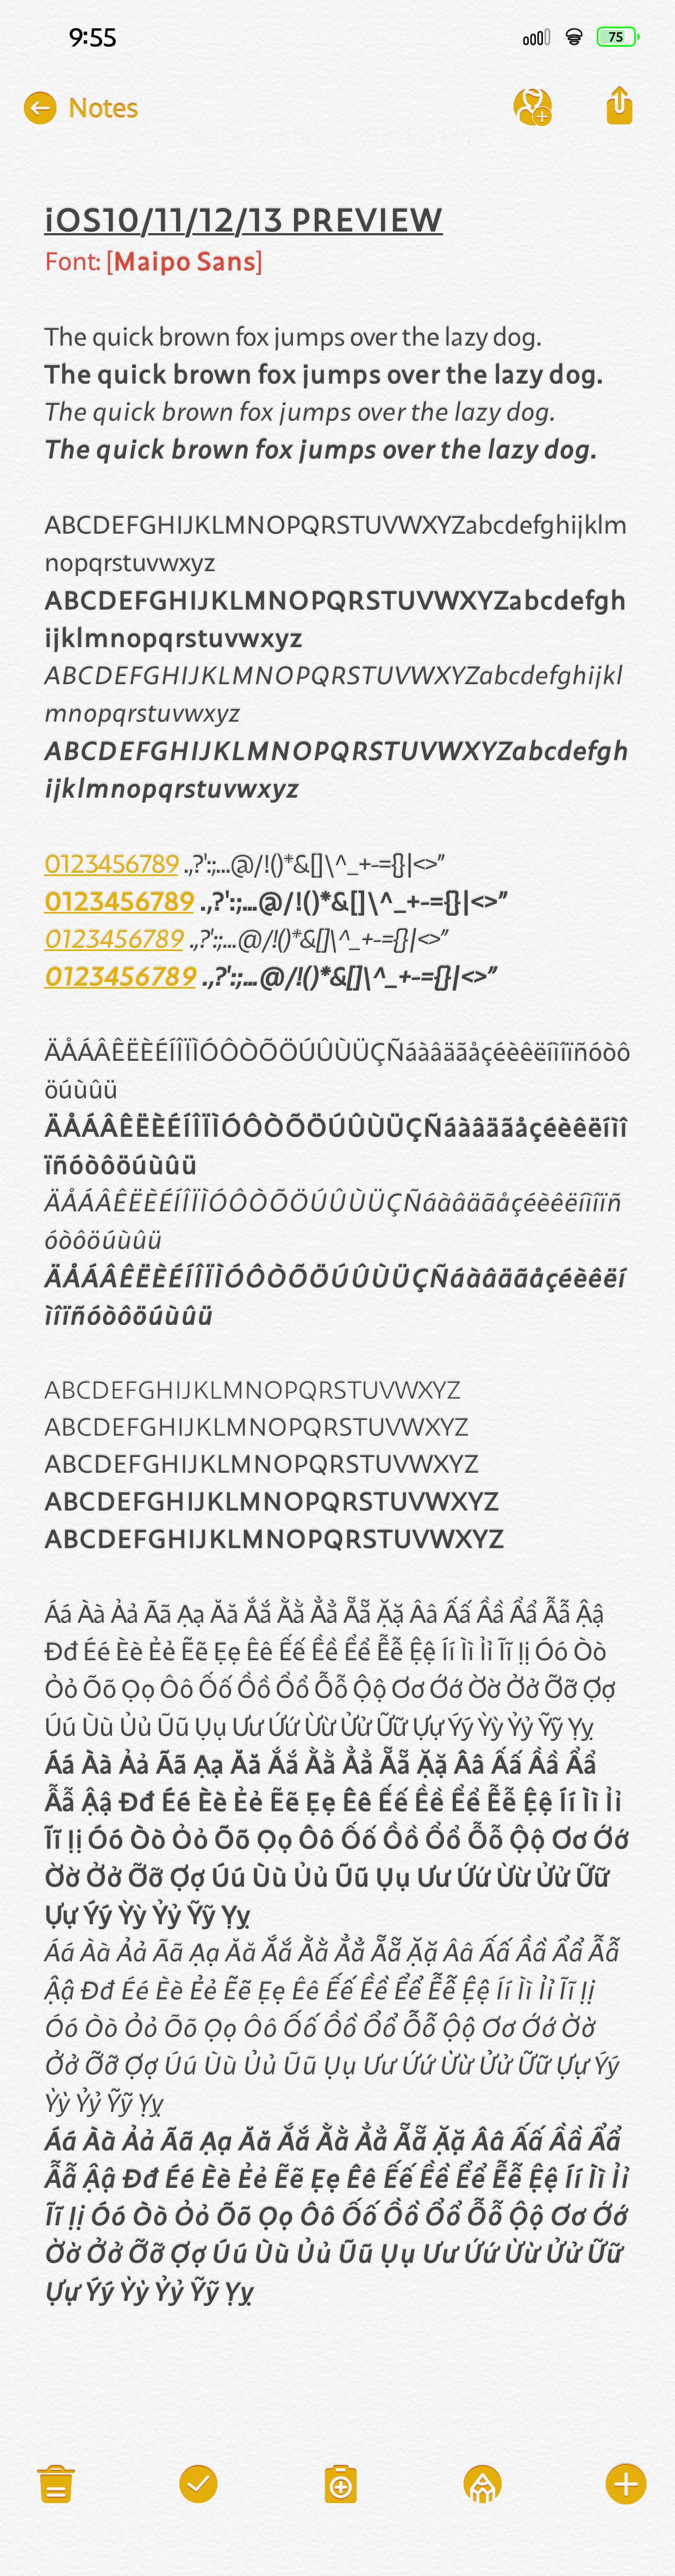 9:55
75
Notes
iOS10/11/12/13 PREVIEW
Font: [Maipo Sans]
The quick brown fox jumps over the lazy dog.
The quick brown fox jumps over the lazy dog.
The quick brown fox jumps over the lazy dog.
The quick brown fox jumps over the lazy dog.
ABCDEFGHIJKLMNOPQRSTUVWXYZabcdefghijklm
nopqrstuvwxyz
ABCDEFGHIJKLMNOPQRSTUVWXYZabcdefgh
ijklmnopqrstuvwxyz
ABCDEFGHIJKLMNOPQRSTUVWXYZabcdefghijkl
mnopqrstuvwxyz
ABCDEFGHIJKLMNOPQRSTUVWXYZabcdefgh
ijklmnopqrstuvwxyz
0123456789 .,?':;...@/!()*&[]\^_+-={}|<>”
0123456789 .,?':;...@/!()*&[]\^_+-={}|<>”
0123456789 .,?':;...@/!()*&[]\^_+-={}|<>”
0123456789 .,?':;...@/!()*&[]\^_+-={}|<>”
ÄÅÁÂÊËÈÉÍÎÏÌÓÔÒÕÖÚÛÙÜÇÑáàâäãåçéèêëíìîïñóòô
öúùûü
ÄÅÁÂÊËÈÉÍÎÏÌÓÔÒÕÖÚÛÙÜÇÑáàâäãåçéèêëíìî
ïñóòôöúùûü
ÄÅÁÂÊËÈÉÍÎÏÌÓÔÒÕÖÚÛÙÜÇÑáàâäãåçéèêëíìîïñ
óòôöúùûü
ÄÅÁÂÊËÈÉÍÎÏÌÓÔÒÕÖÚÛÙÜÇÑáàâäãåçéèêëí
ìîïñóòôöúùûü
ABCDEFGHIJKLMNOPQRSTUVWXYZ
ABCDEFGHIJKLMNOPQRSTUVWXYZ
ABCDEFGHIJKLMNOPQRSTUVWXYZ
ABCDEFGHIJKLMNOPQRSTUVWXYZ
ABCDEFGHIJKLMNOPQRSTUVWXYZ
Áá Àà Ảả Ãã Ạạ Ăă Ắắ Ằằ Ẳẳ Ẵẵ Ặặ Ââ Ấấ Ầầ Ẩẩ Ẫẫ Ậậ
Đđ Éé Èè Ẻẻ Ẽẽ Ẹẹ Êê Ếế Ềề Ểể Ễễ Ệệ Íí Ìì Ỉỉ Ĩĩ Ịị Óó Òò
Ỏỏ Õõ Ọọ Ôô Ốố Ồồ Ổổ Ỗỗ Ộộ Ơơ Ớớ Ờờ Ởở Ỡỡ Ợợ
Úú Ùù Ủủ Ũũ Ụụ Ưư Ứứ Ừừ Ửử Ữữ Ựự Ýý Ỳỳ Ỷỷ Ỹỹ Ỵỵ
Áá Àà Ảả Ãã Ạạ Ăă Ắắ Ằằ Ẳẳ Ẵẵ Ặặ Ââ Ấấ Ầầ Ẩẩ
Ẫẫ Ậậ Đđ Éé Èè Ẻẻ Ẽẽ Ẹẹ Êê Ếế Ềề Ểể Ễễ Ệệ Íí Ìì Ỉỉ
Ĩĩ Ịị Óó Òò Ỏỏ Õõ Ọọ Ôô Ốố Ồồ Ổổ Ỗỗ Ộộ Ơơ Ớớ
Ờờ Ởở Ỡỡ Ợợ Úú Ùù Ủủ Ũũ Ụụ Ưư Ứứ Ừừ Ửử Ữữ
Ựự Ýý Ỳỳ Ỷỷ Ỹỹ Ỵỵ
Áá Àà Ảả Ãã Ạạ Ăă Ắắ Ằằ Ẳẳ Ẵẵ Ặặ Ââ Ấấ Ầầ Ẩẩ Ẫẫ
Ậậ Đđ Éé Èè Ẻẻ Ẽẽ Ẹẹ Êê Ếế Ềề Ểể Ễễ Ệệ Íí Ìì Ỉỉ Ĩĩ Ịị
Óó Òò Ỏỏ Õõ Ọọ Ôô Ốố Ồồ Ổổ Ỗỗ Ộộ Ơơ Ớớ Ờờ
Ởở Ỡỡ Ợợ Úú Ùù Ủủ Ũũ Ụụ Ưư Ứứ Ừừ Ửử Ữữ Ựự Ýý
Ỳỳ Ỷỷ Ỹỹ Ỵỵ
Áá Àà Ảả Ãã Ạạ Ăă Ắắ Ằằ Ẳẳ Ẵẵ Ặặ Ââ Ấấ Ầầ Ẩẩ
Ẫẫ Ậậ Đđ Éé Èè Ẻẻ Ẽẽ Ẹẹ Êê Ếế Ềề Ểể Ễễ Ệệ Íí Ìì Ỉỉ
Ĩĩ Ịị Óó Òò Ỏỏ Õõ Ọọ Ôô Ốố Ồồ Ổổ Ỗỗ Ộộ Ơơ Ớớ
Ờờ Ởở Ỡỡ Ợợ Úú Ùù Ủủ Ũũ Ụụ Ưư Ứứ Ừừ Ửử Ữữ
Ựự Ýý Ỳỳ Ỷỷ Ỹỹ Ỵỵ